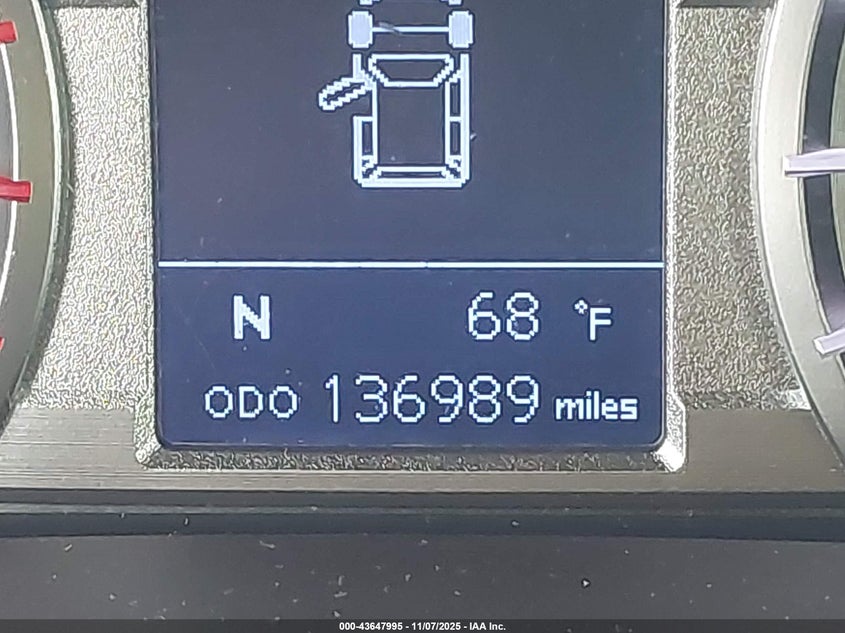 N 68 °F
ODO 136989 miles
000-43647995 - 11/07/2025 - IAA Inc.